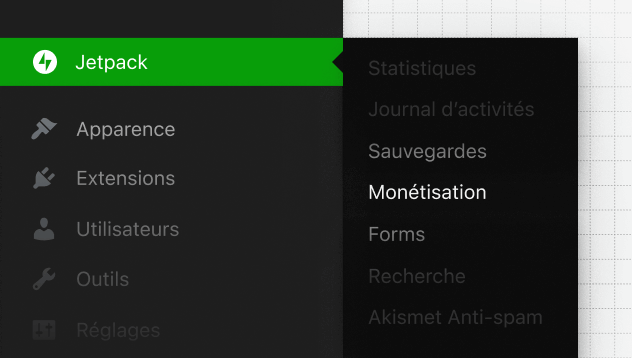 Jetpack
Apparence
Extensions
Utilisateurs
Outils
Réglages
Statistiques
Journal d’activités
Sauvegardes
Monétisation
Forms
Recherche
Akismet Anti-spam